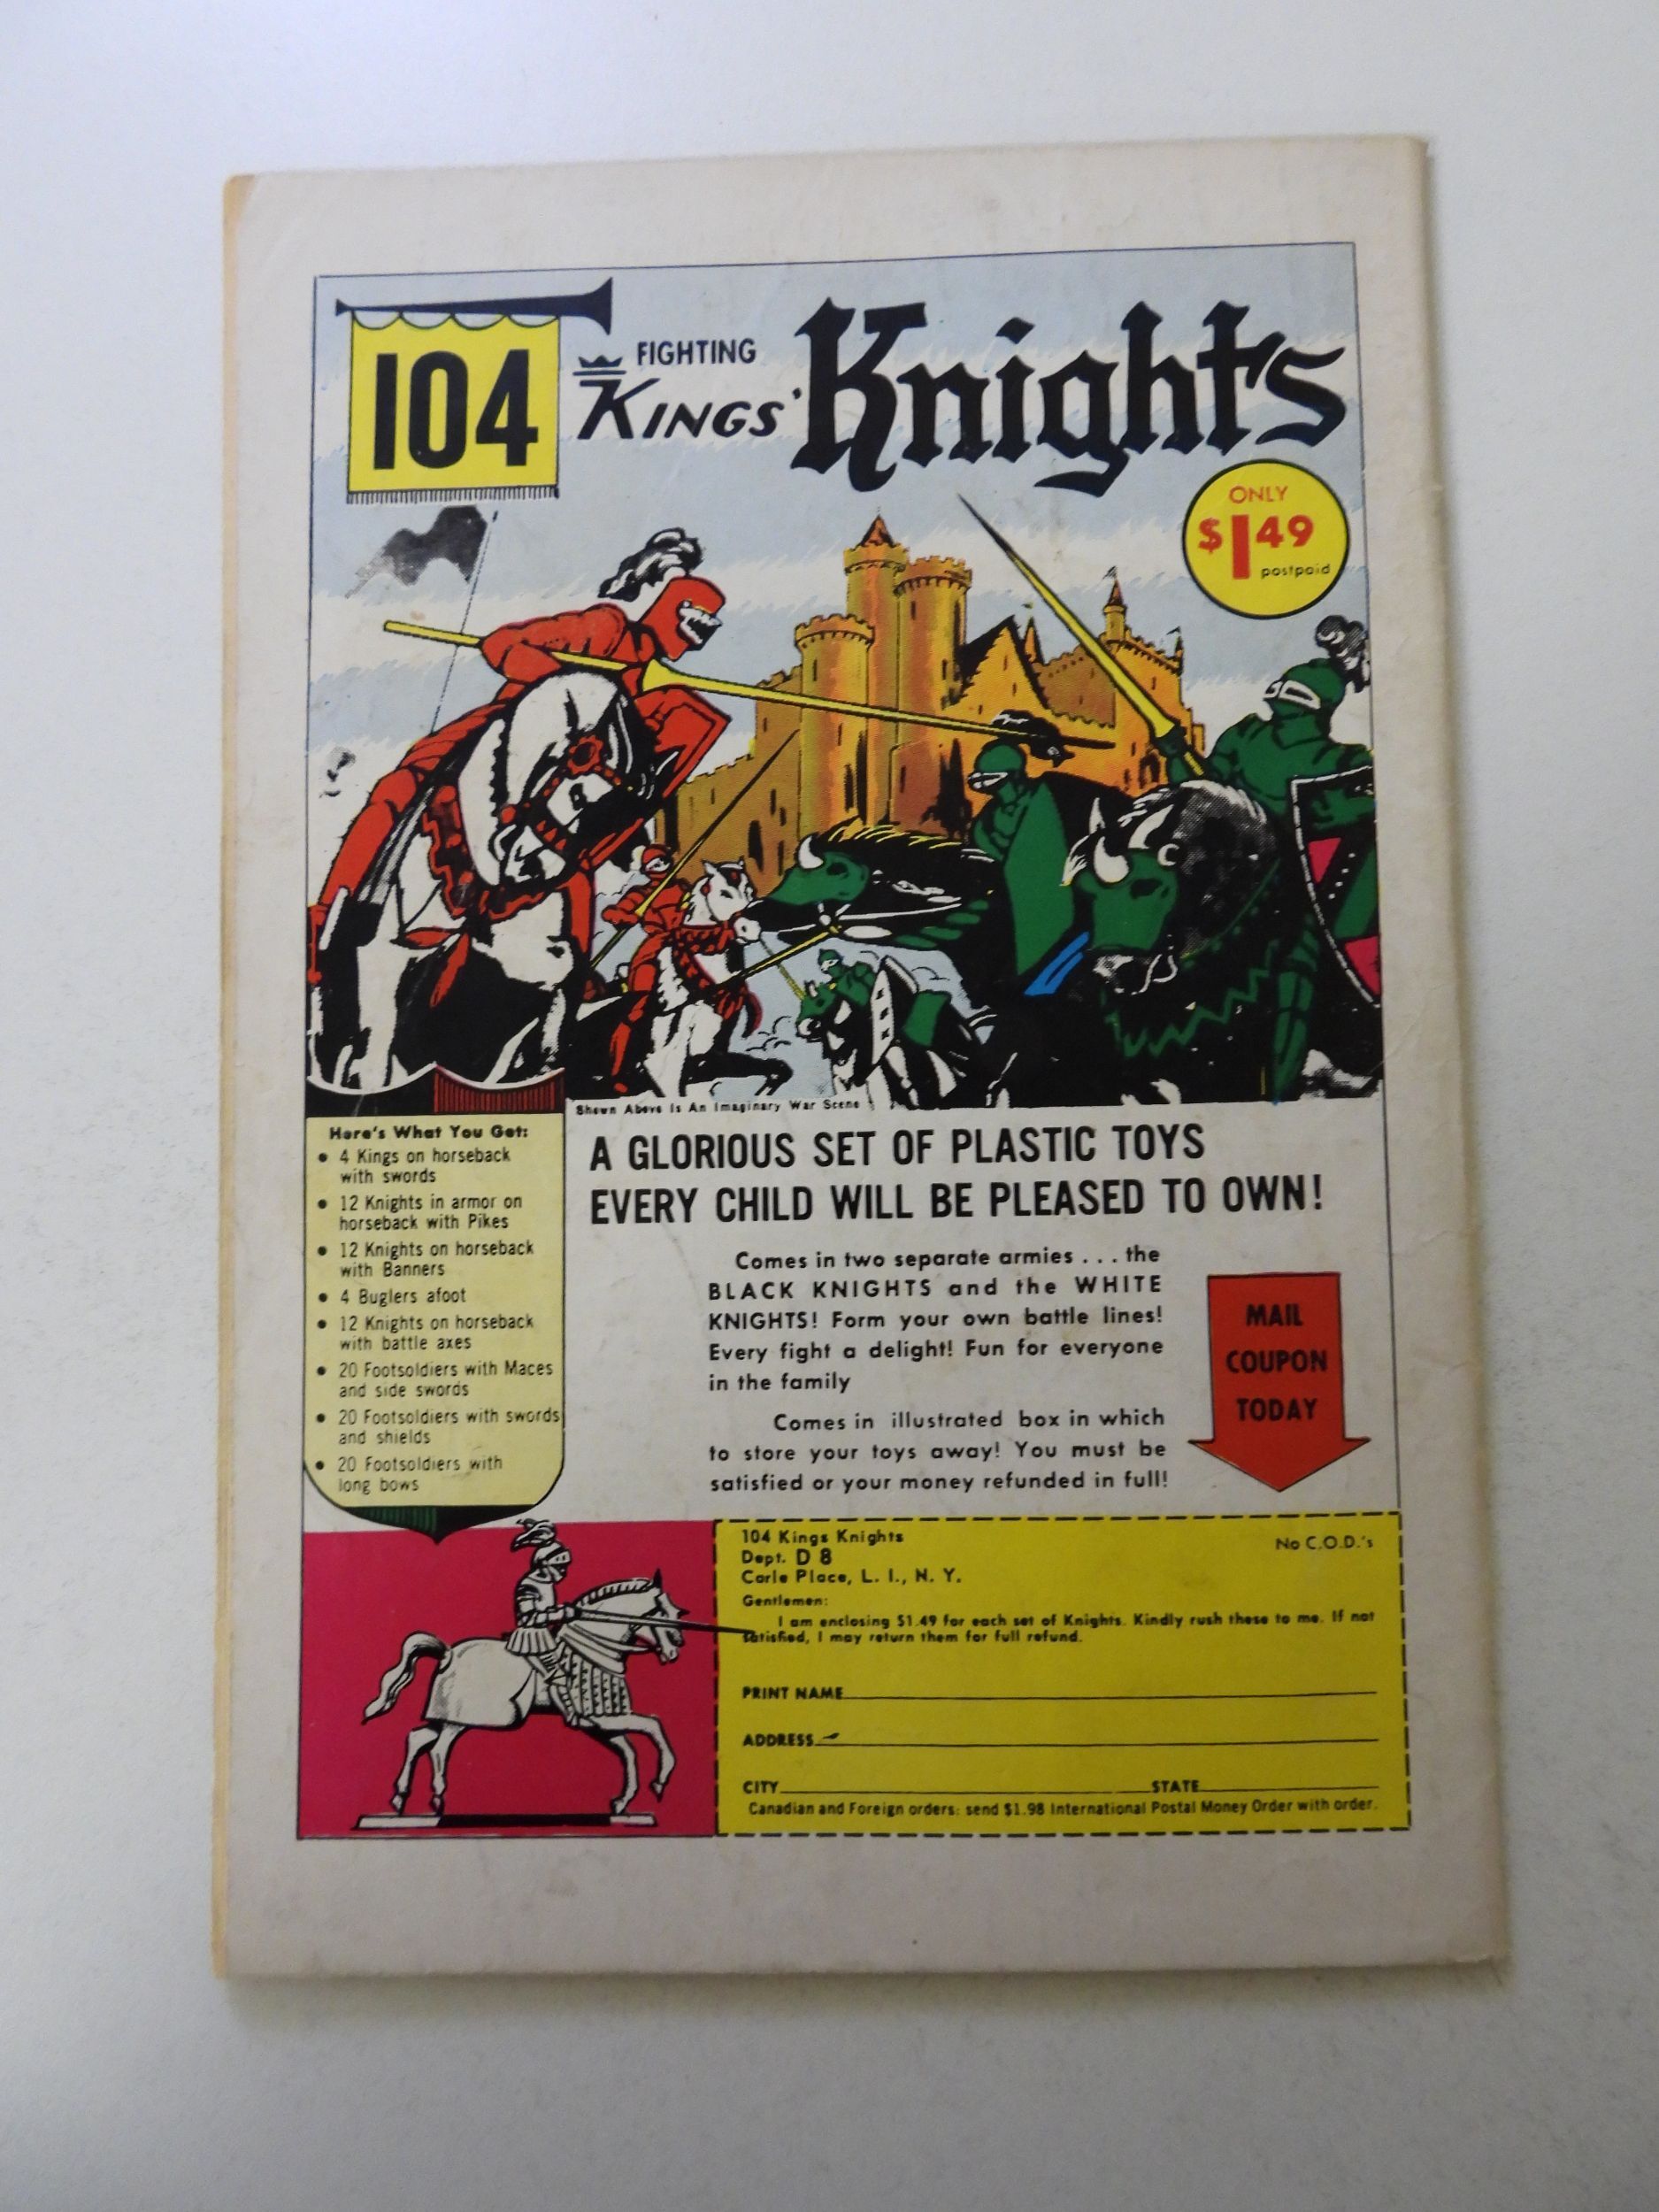 104
FIGHTING
KINGS' Knights
ONLY
$1.49
postpaid
Shown Above Is An Imaginary War Scene
Here's What You Get:
• 4 Kings on horseback
with swords
• 12 Knights in armor on
horseback with Pikes
• 12 Knights on horseback
with Banners
• 4 Buglers afoot
• 12 Knights on horseback
with battle axes
• 20 Footsoldiers with Maces
and side swords
• 20 Footsoldiers with swords
and shields
• 20 Footsoldiers with
long bows
A GLORIOUS SET OF PLASTIC TOYS
EVERY CHILD WILL BE PLEASED TO OWN!
Comes in two separate armies . . . the
BLACK KNIGHTS and the WHITE
KNIGHTS! Form your own battle lines!
Every fight a delight! Fun for everyone
in the family
Comes in illustrated box in which
to store your toys away! You must be
satisfied or your money refunded in full!
MAIL
COUPON
TODAY
104 Kings Knights
No C.O.D.'s
Dept. D 8
Carle Place, L. I., N. Y.
Gentlemen:
I am enclosing $1.49 for each set of Knights. Kindly rush these to me. If not
satisfied, I may return them for full refund.
PRINT NAME
ADDRESS
CITY STATE
Canadian and Foreign orders: send $1.98 International Postal Money Order with order.